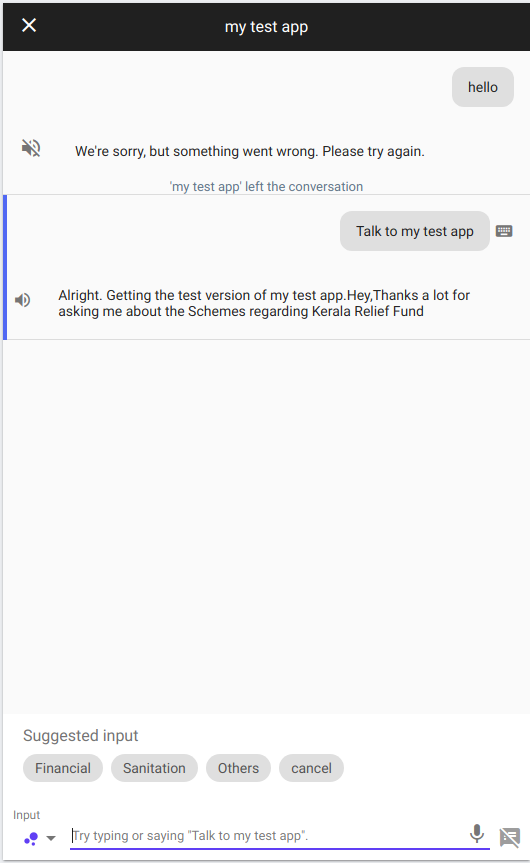 my test app
hello
We're sorry, but something went wrong. Please try again.
'my test app' left the conversation
Talk to my test app
Alright. Getting the test version of my test app.Hey,Thanks a lot for
asking me about the Schemes regarding Kerala Relief Fund
Suggested input
Financial
Sanitation
Others
cancel
Input
Try typing or saying "Talk to my test app".